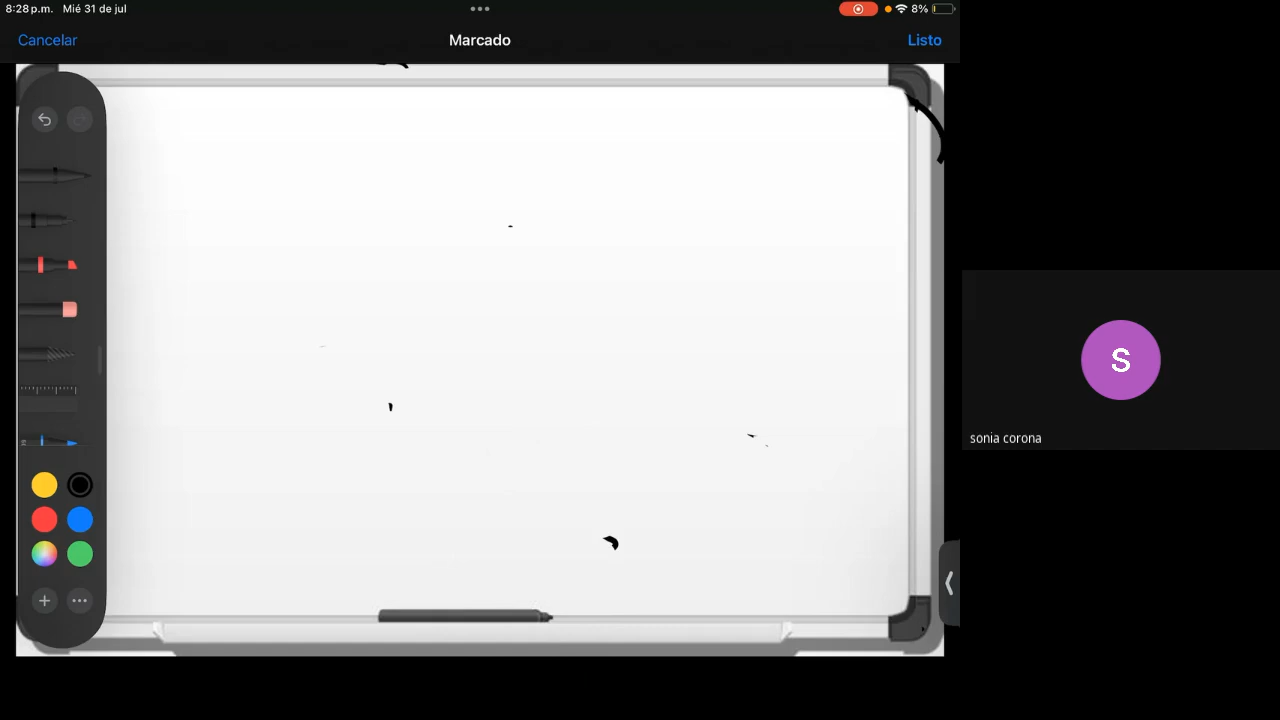 8:28 p.m. Mié 31 de jul
8%
Cancelar
Marcado
Listo
S
sonia corona